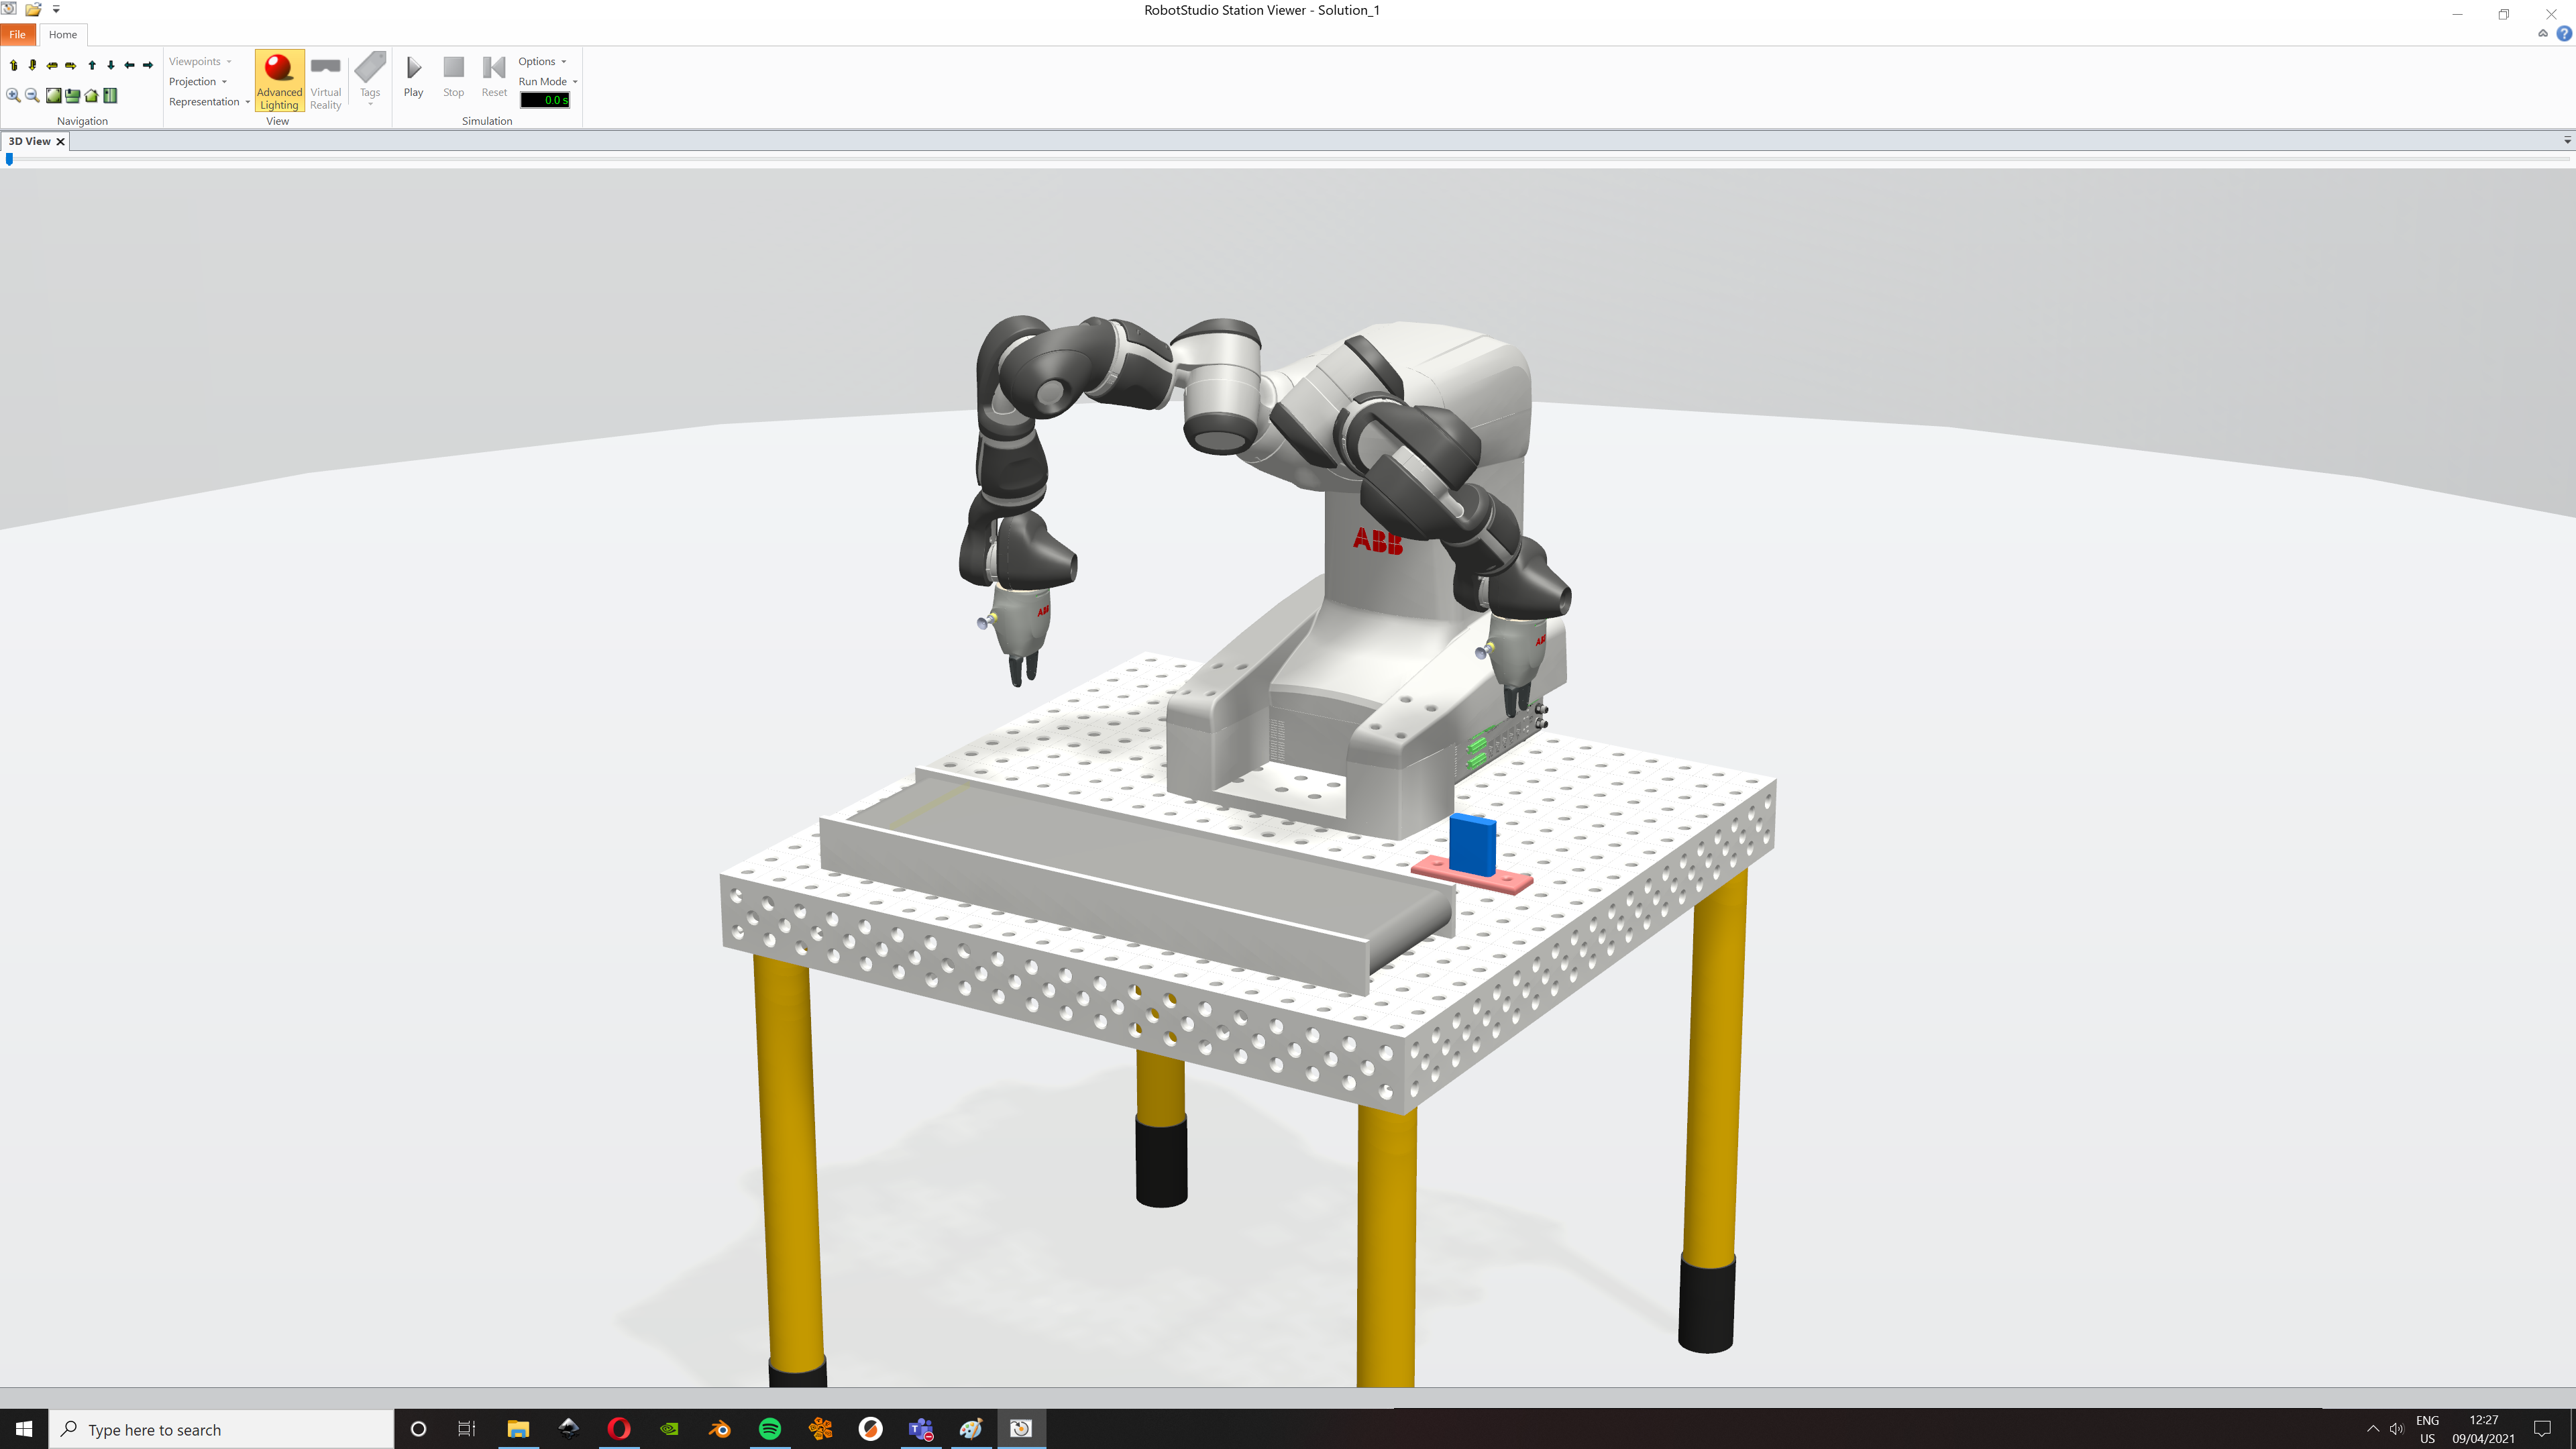 RobotStudio Station Viewer - Solution_1
File
Home
Viewpoints
Projection
Representation
Advanced
Lighting
Virtual
Reality
Tags
Play
Stop
Reset
Options
Run Mode
0.0 s
Navigation
View
Simulation
3D View
ABB
ABB
ABB
Type here to search
ENG
US
12:27
09/04/2021